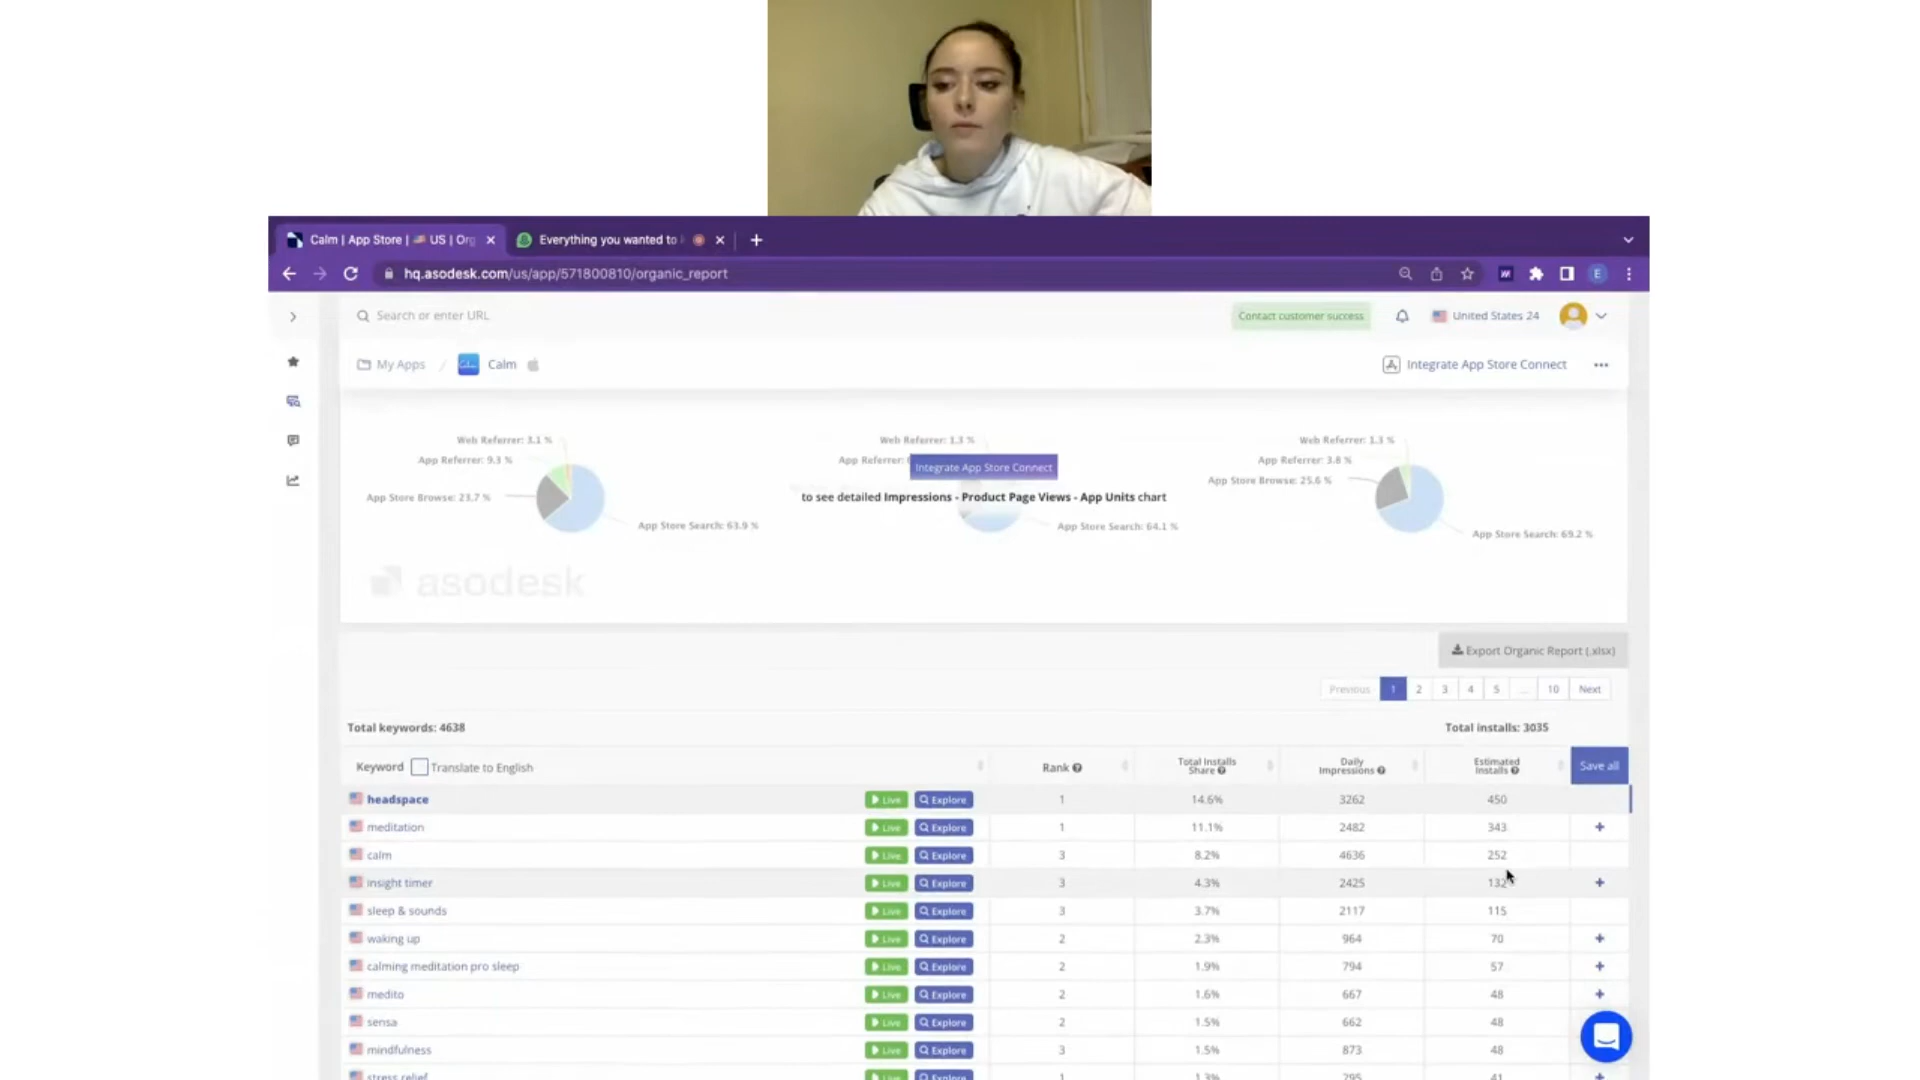 Calm | App Store | US | Org
Everything you wanted to
hq.asodesk.com/us/app/571800810/organic_report
E
Search or enter URL
Contact customer success
United States 24
My Apps / Calm
Integrate App Store Connect
Web Referrer: 3.1 %
App Referrer: 9.3 %
App Store Browse: 23.7 %
App Store Search: 63.9 %
Web Referrer: 1.3 %
App Referrer:
Integrate App Store Connect
to see detailed Impressions - Product Page Views - App Units chart
App Store Search: 64.1 %
Web Referrer: 1.3 %
App Referrer: 3.8 %
App Store Browse: 25.6 %
App Store Search: 69.2 %
asodesk
Export Organic Report (.xlsx)
Previous 1 2 3 4 5 ... 10 Next
Total keywords: 4638 Total installs: 3035
Keyword Translate to English Rank Total Installs Share Daily Impressions Estimated Installs Save all
headspace Live Explore 1 14.6% 3262 450
meditation Live Explore 1 11.1% 2482 343 +
calm Live Explore 3 8.2% 4636 252
insight timer Live Explore 3 4.3% 2425 132 +
sleep & sounds Live Explore 3 3.7% 2117 115
waking up Live Explore 2 2.3% 964 70 +
calming meditation pro sleep Live Explore 2 1.9% 794 57 +
medito Live Explore 2 1.6% 667 48 +
sensa Live Explore 2 1.5% 662 48
mindfulness Live Explore 3 1.5% 873 48
stress relief Live Explore 1 1.3% 795 41 +